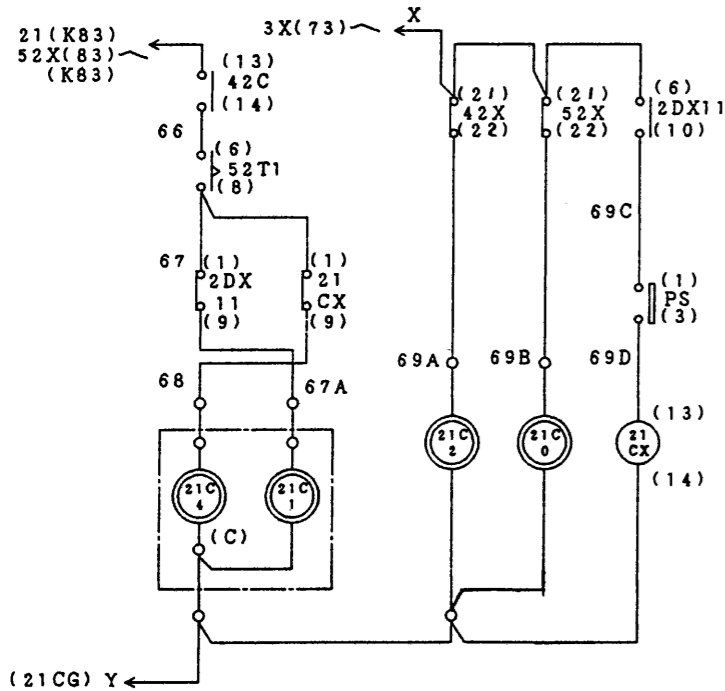 21(K83)
52X(83)
(K83)
3X(73)
X
(13)
42C
(14)
66
(6)
52T1
(8)
67
(1)
2DX
11
(9)
(1)
21
CX
(9)
68
67A
21C
4
21C
1
(C)
(21)
42X
(22)
(21)
52X
(22)
(6)
2DX11
(10)
69C
(1)
PS
(3)
69A
69B
69D
21C
2
21C
0
21
CX
(13)
(14)
(21CG) Y